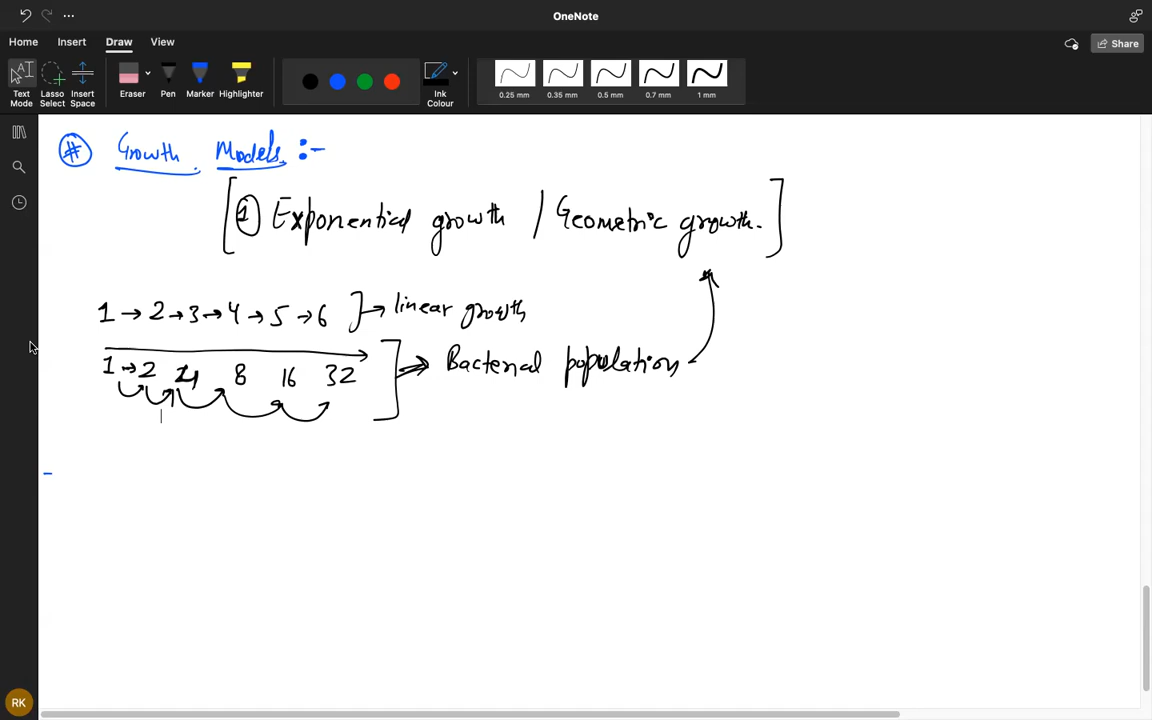 OneNote
Home Insert Draw View Share
Text Mode Lasso Select Insert Space Eraser Pen Marker Highlighter Ink Colour 0.25 mm 0.35 mm 0.5 mm 0.7 mm 1 mm
# Growth Models :-
[① Exponential growth / Geometric growth.]
1 → 2 → 3 → 4 → 5 → 6 ] → linear growth
1 → 2 4 8 16 32 ] ⇒ Bacterial population
-
RK